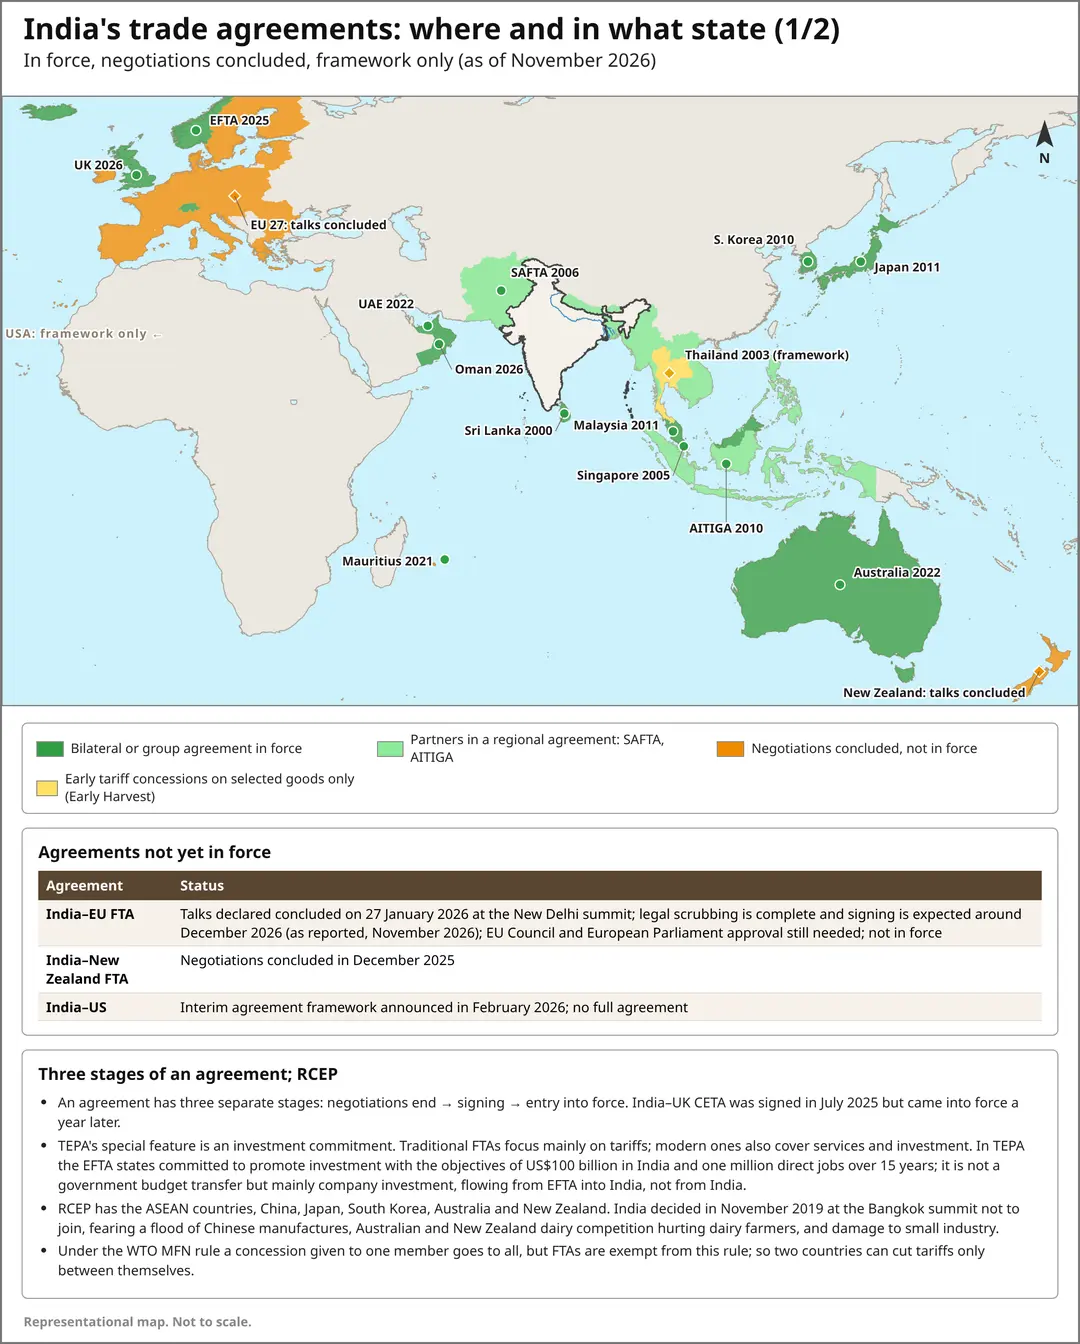 India's trade agreements: where and in what state (1/2)
In force, negotiations concluded, framework only (as of November 2026)
EFTA 2025
UK 2026
N
EU 27: talks concluded
S. Korea 2010
Japan 2011
SAFTA 2006
UAE 2022
USA: framework only ←
Thailand 2003 (framework)
Oman 2026
Sri Lanka 2000
Malaysia 2011
Singapore 2005
AITIGA 2010
Mauritius 2021
Australia 2022
New Zealand: talks concluded
Bilateral or group agreement in force
Partners in a regional agreement: SAFTA,
AITIGA
Negotiations concluded, not in force
Early tariff concessions on selected goods only
(Early Harvest)
Agreements not yet in force
Agreement Status
India–EU FTA Talks declared concluded on 27 January 2026 at the New Delhi summit; legal scrubbing is complete and signing is expected around
December 2026 (as reported, November 2026); EU Council and European Parliament approval still needed; not in force
India–New Negotiations concluded in December 2025
Zealand FTA
India–US Interim agreement framework announced in February 2026; no full agreement
Three stages of an agreement; RCEP
• An agreement has three separate stages: negotiations end → signing → entry into force. India–UK CETA was signed in July 2025 but came into force a
year later.
• TEPA's special feature is an investment commitment. Traditional FTAs focus mainly on tariffs; modern ones also cover services and investment. In TEPA
the EFTA states committed to promote investment with the objectives of US$100 billion in India and one million direct jobs over 15 years; it is not a
government budget transfer but mainly company investment, flowing from EFTA into India, not from India.
• RCEP has the ASEAN countries, China, Japan, South Korea, Australia and New Zealand. India decided in November 2019 at the Bangkok summit not to
join, fearing a flood of Chinese manufactures, Australian and New Zealand dairy competition hurting dairy farmers, and damage to small industry.
• Under the WTO MFN rule a concession given to one member goes to all, but FTAs are exempt from this rule; so two countries can cut tariffs only
between themselves.
Representational map. Not to scale.